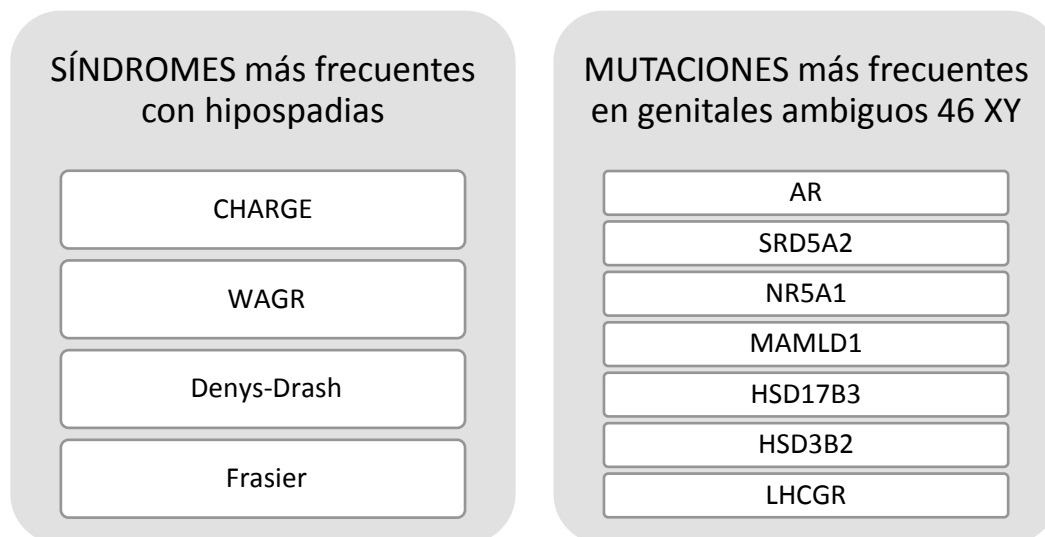 SÍNDROMES más frecuentes
con hipospadias
CHARGE
WAGR
Denys-Drash
Frasier
MUTACIONES más frecuentes
en genitales ambiguos 46 XY
AR
SRD5A2
NR5A1
MAMLD1
HSD17B3
HSD3B2
LHCGR